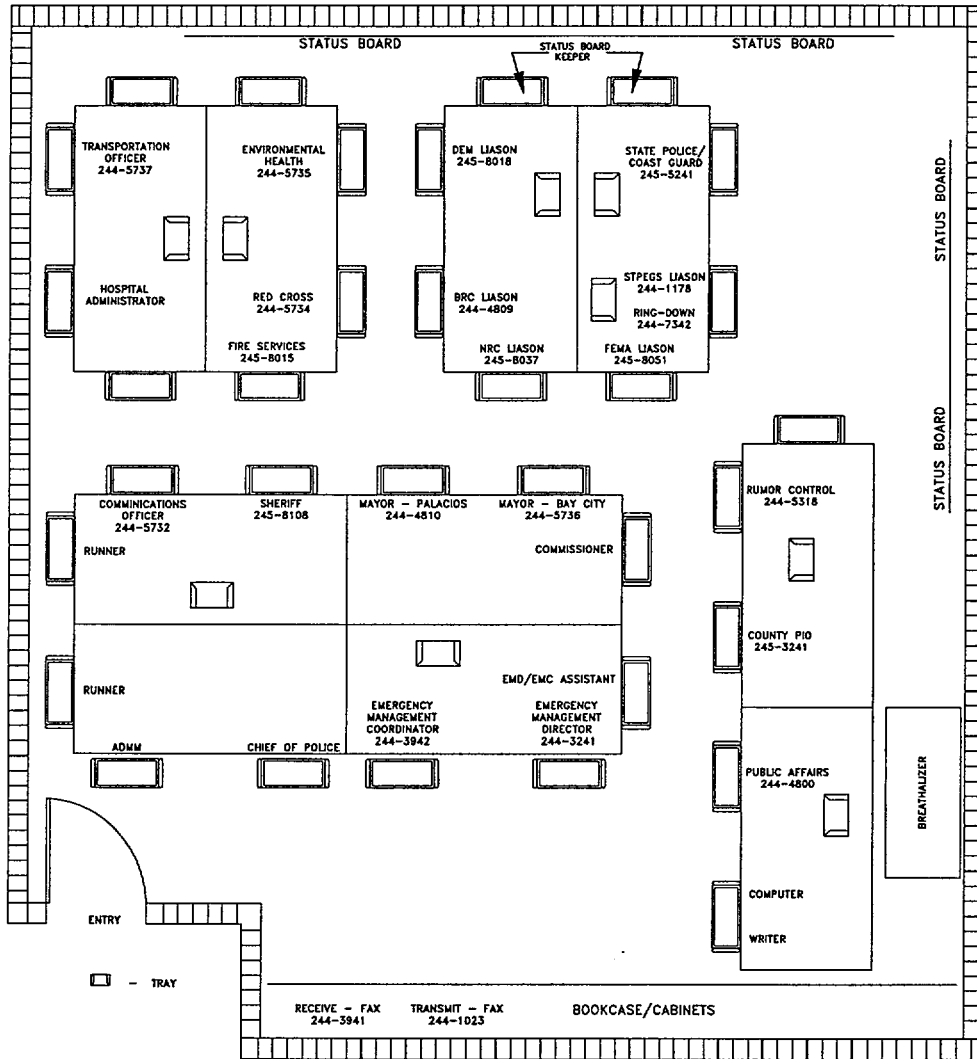 STATUS BOARD
STATUS BOARD
KEEPER
STATUS BOARD
TRANSPORTATION
OFFICER
244-5737
ENVIRONMENTAL
HEALTH
244-5735
DEM LIASON
245-8018
STATE POLICE/
COAST GUARD
245-5241
STATUS BOARD
HOSPITAL
ADMINISTRATOR
RED CROSS
244-5734
FIRE SERVICES
245-8015
BRC LIASON
244-4809
NRC LIASON
245-8037
STPEGS LIASON
244-1178
RING-DOWN
244-7342
FEMA LIASON
245-8051
STATUS BOARD
COMMINICATIONS
OFFICER
244-5732
SHERIFF
245-8108
MAYOR - PALACIOS
244-4810
MAYOR - BAY CITY
244-5736
RUNNER
COMMISSIONER
RUMOR CONTROL
244-5318
COUNTY PIO
245-3241
RUNNER
EMD/EMC ASSISTANT
EMERGENCY
MANAGEMENT
COORDINATOR
244-3942
EMERGENCY
MANAGEMENT
DIRECTOR
244-3241
ADMM
CHIEF OF POLICE
PUBLIC AFFAIRS
244-4800
BREATHALIZER
COMPUTER
WRITER
ENTRY
- TRAY
RECEIVE - FAX
244-3941
TRANSMIT - FAX
244-1023
BOOKCASE/CABINETS